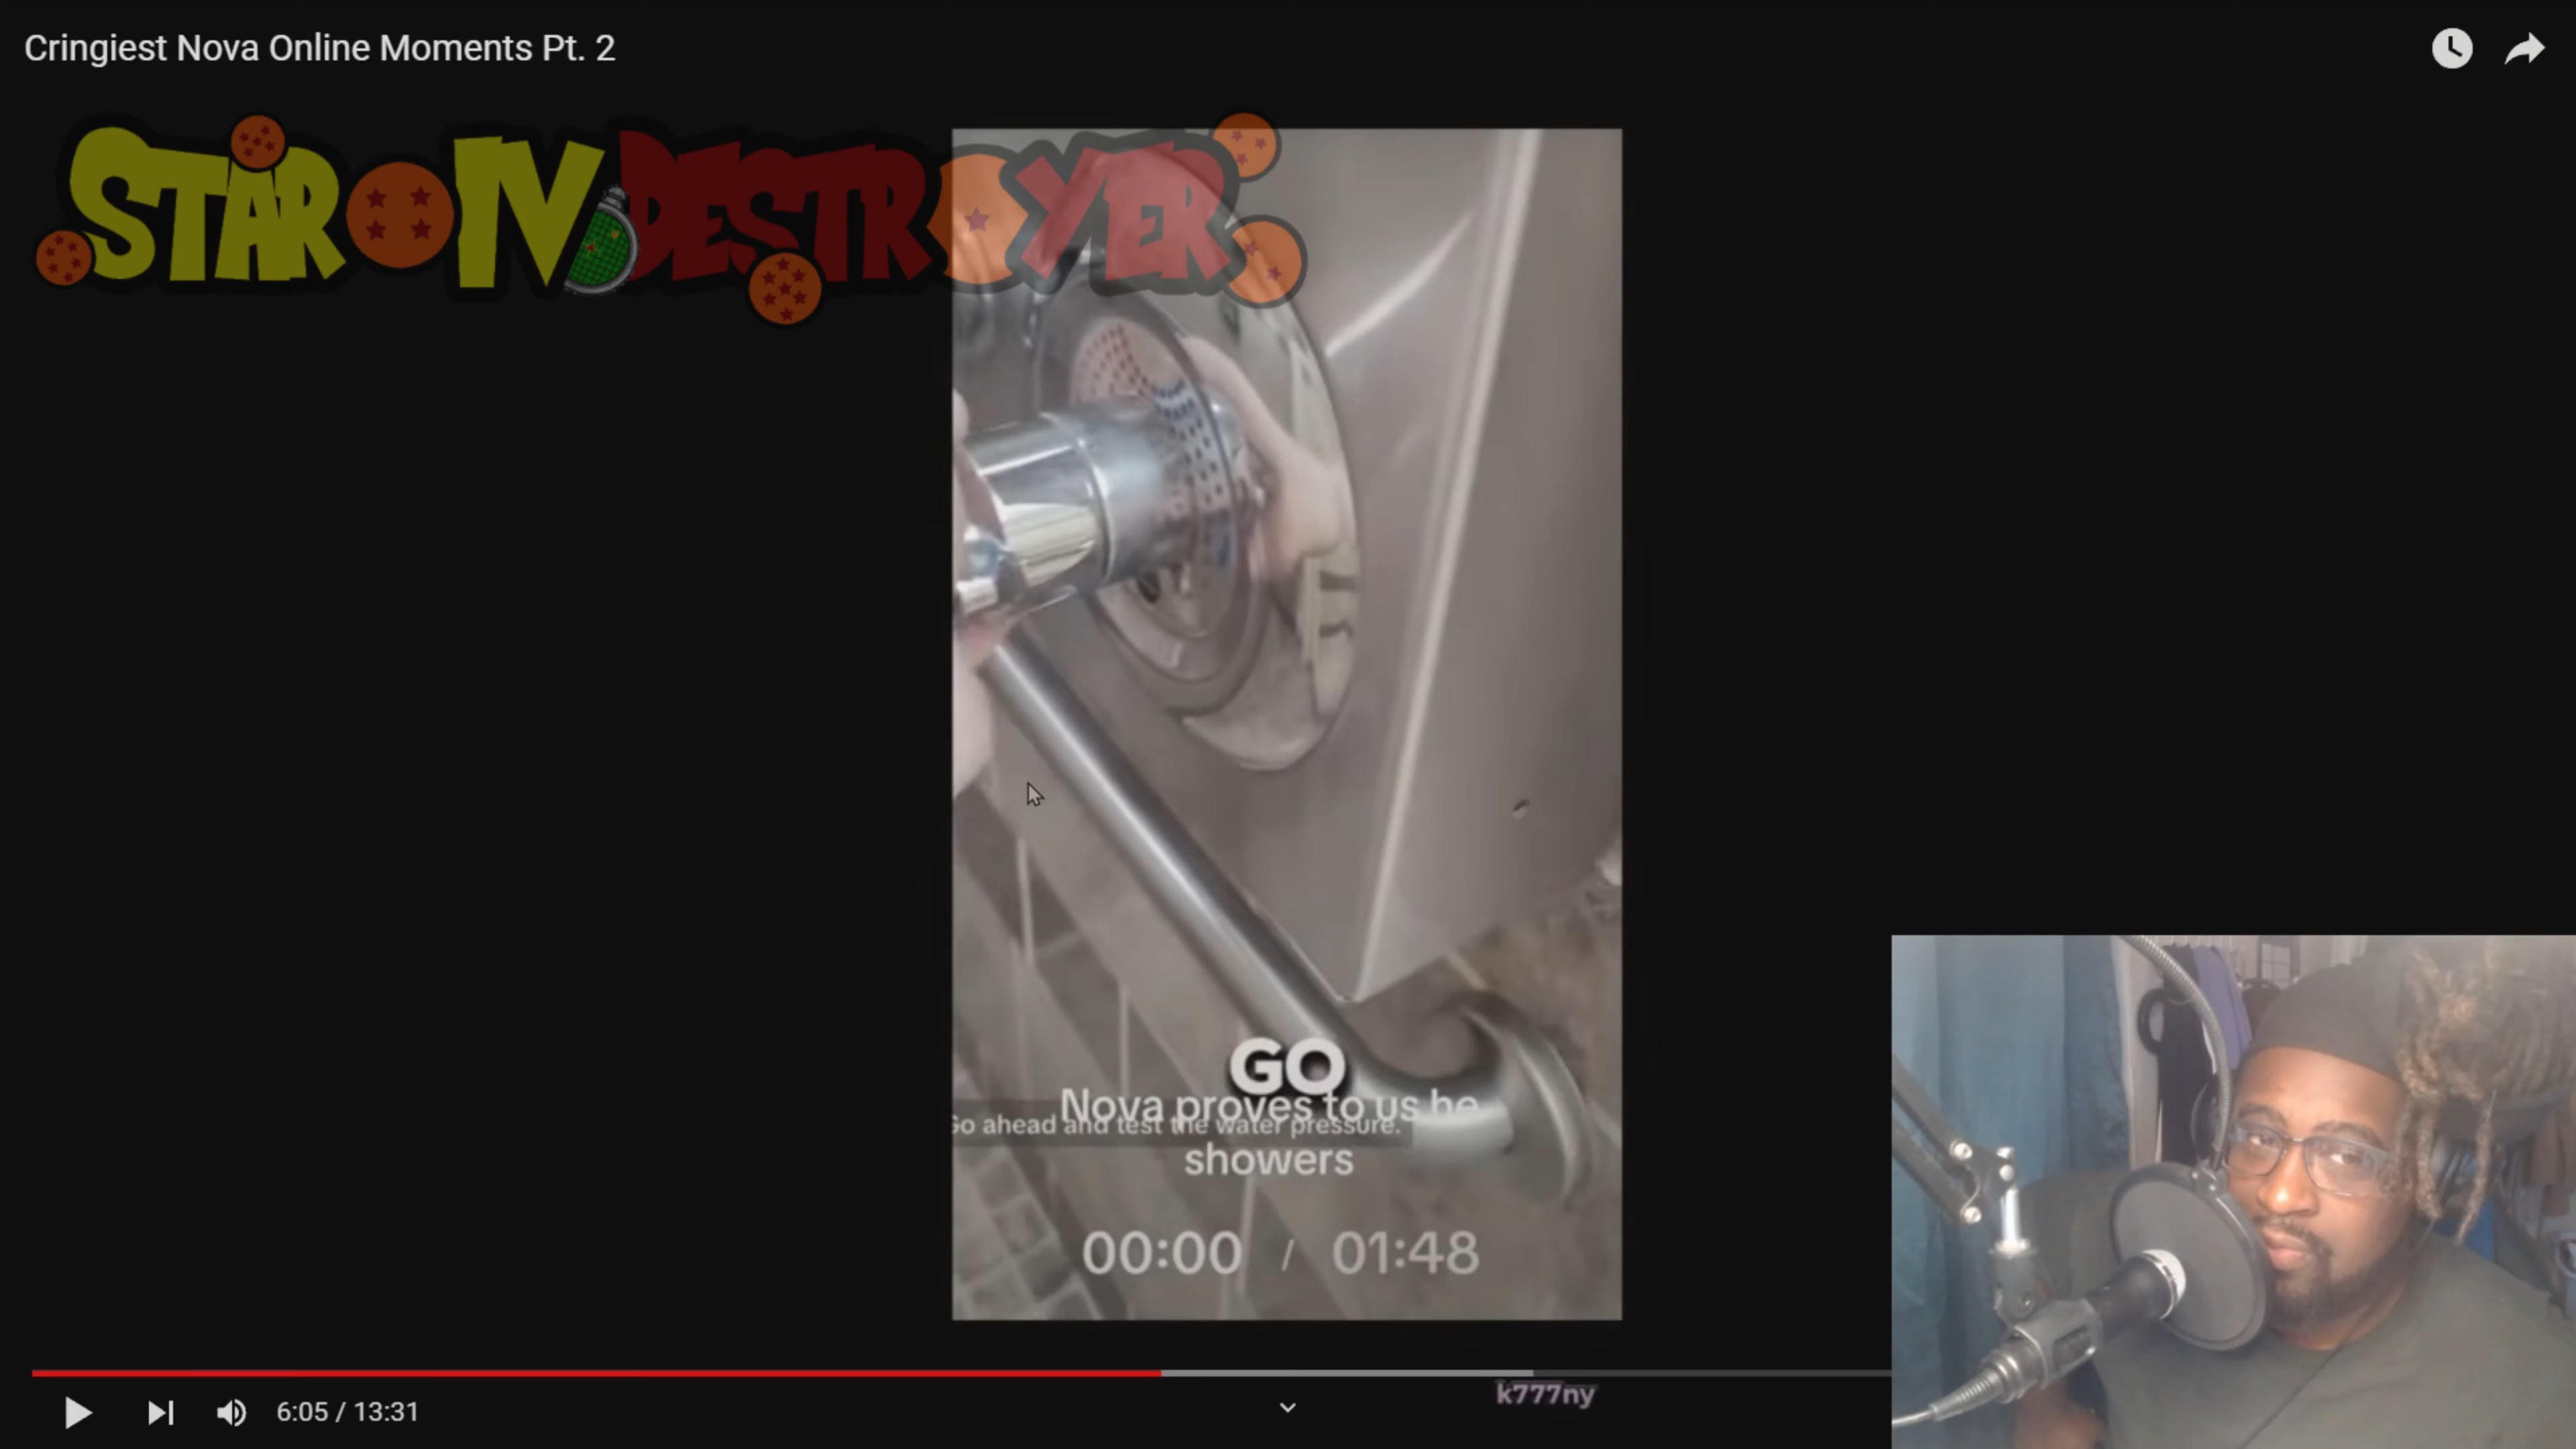 Cringiest Nova Online Moments Pt. 2
STAR IV DESTROYER
GO
Nova proves to us he
Go ahead and test the water pressure.
showers
00:00 / 01:48
k777ny
6:05 / 13:31